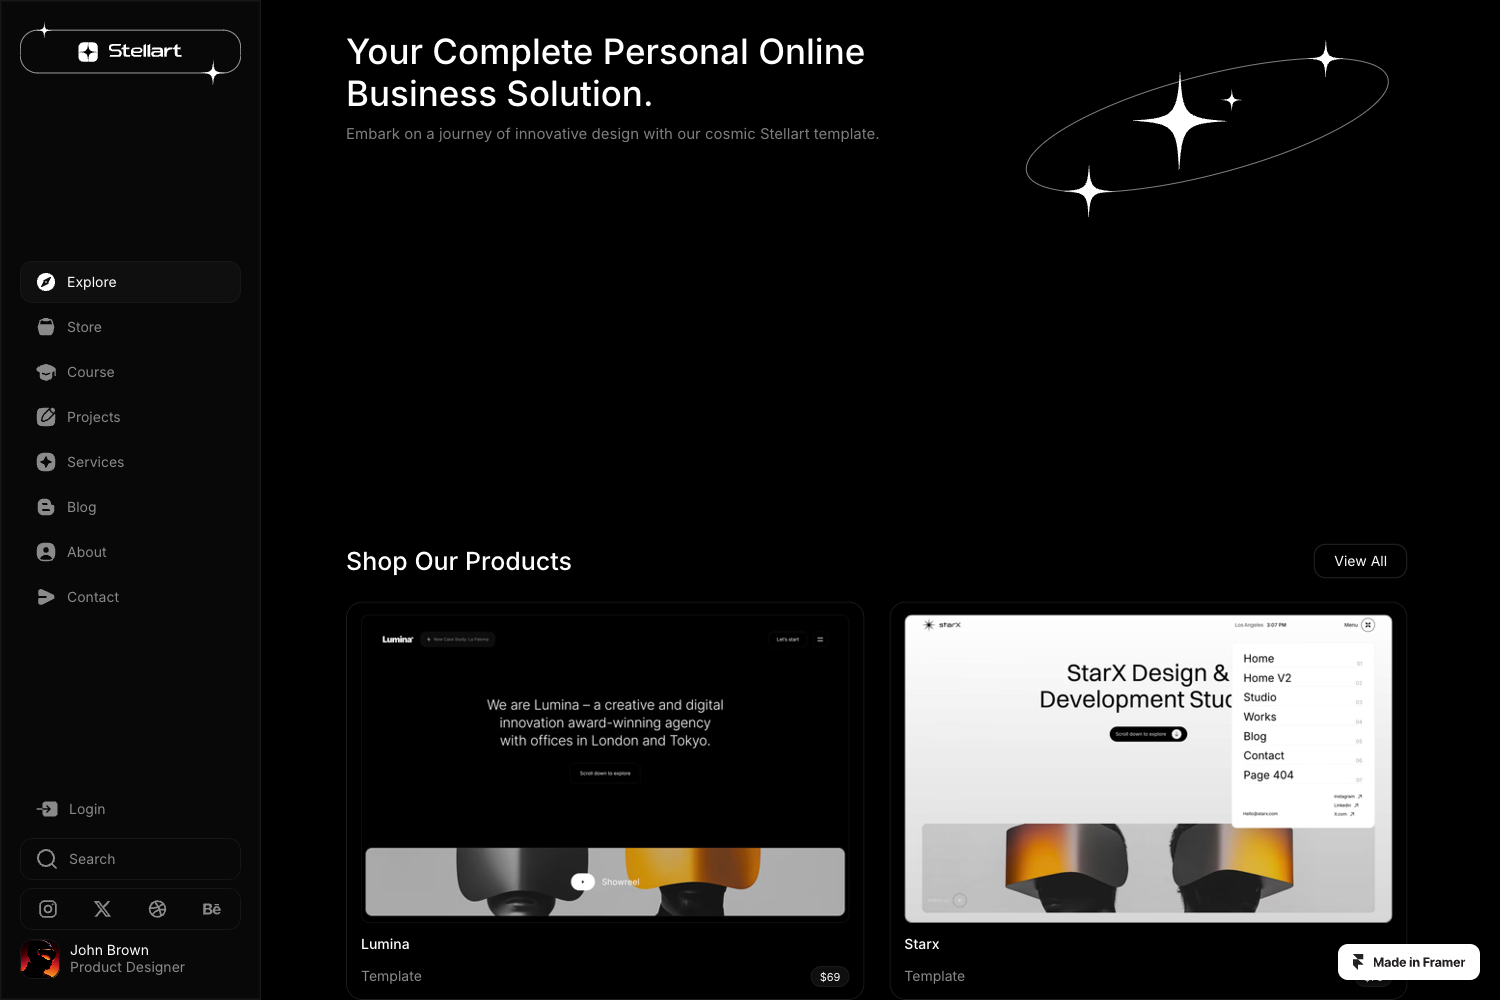 Stellart
Explore
Store
Course
Projects
Services
Blog
About
Contact
Login
Search
Bē
John Brown
Product Designer
Your Complete Personal Online
Business Solution.
Embark on a journey of innovative design with our cosmic Stellart template.
Shop Our Products
View All
Lumina
New Case Study: La Paloma
Let's start
We are Lumina – a creative and digital
innovation award-winning agency
with offices in London and Tokyo.
Scroll down to explore
Showreel
Lumina
Template
$69
starX
Los Angeles 3:07 PM
Menu
StarX Design &
Development
Scroll down to explore
Home
01
Home V2
02
Studio
03
Works
04
Blog
05
Contact
06
Page 404
07
Instagram
LinkedIn
X.com
Hello@starx.com
Starx
Template
Made in Framer